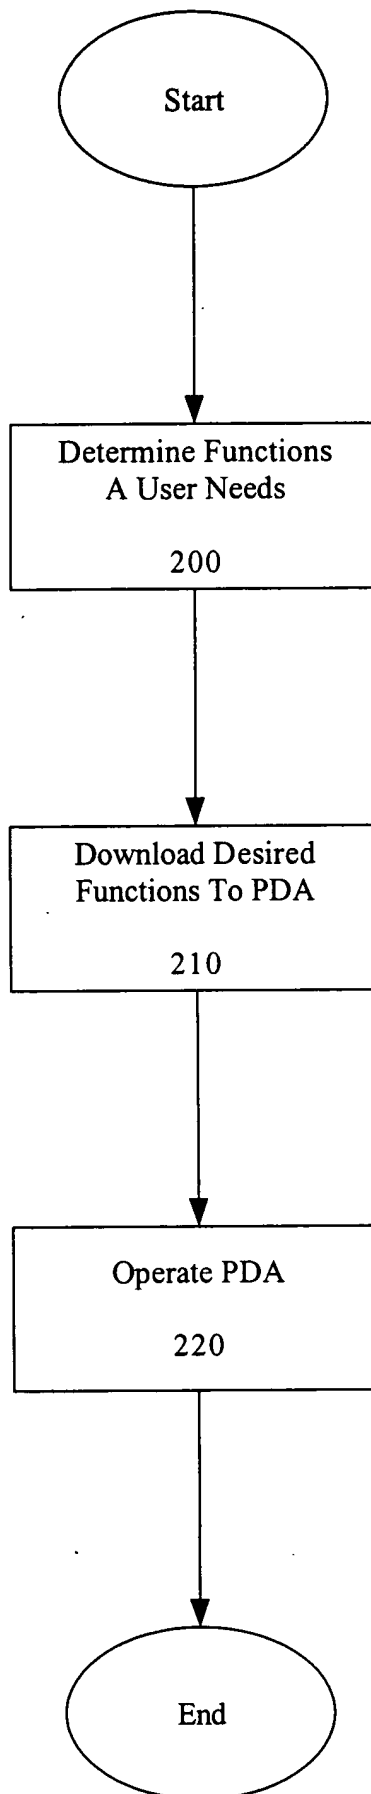 Start
Determine Functions
A User Needs
200
Download Desired
Functions To PDA
210
Operate PDA
220
End